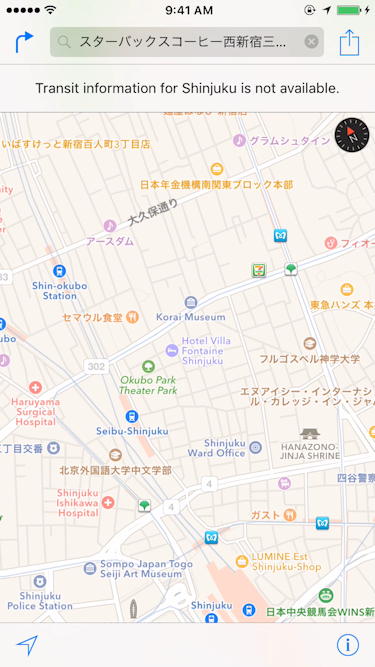 9:41 AM
スターバックスコーヒー西新宿三...
Transit information for Shinjuku is not available.
グラムシュタイン
N
いばすけっと新宿百人町3丁目店
日本年金機構南関東ブロック本部
大久保通り
アースダム
フィオー
Shin-okubo
Station
東急ハンズ 本
セマウル食堂
Korai Museum
302
Hotel Villa
Fontaine
Shinjuku
フルゴスペル神学大学
Okubo Park
Theater Park
Haruyama
Surgical
Hospital
エヌアイシー・インターナシ
ル・カレッジ・イン・ジャ
Seibu-Shinjuku
丁目交番
Shinjuku
Ward Office
HANAZONO-
JINJA SHRINE
北京外国語大学中文学部
四谷警察
4
Shinjuku
Ishikawa
Hospital
4
ガスト
LUMINE Est
Shinjuku-Shop
Sompo Japan Togo
Seiji Art Museum
Shinjuku
Police Station
日本中央競馬会WINS新
Shinjuku